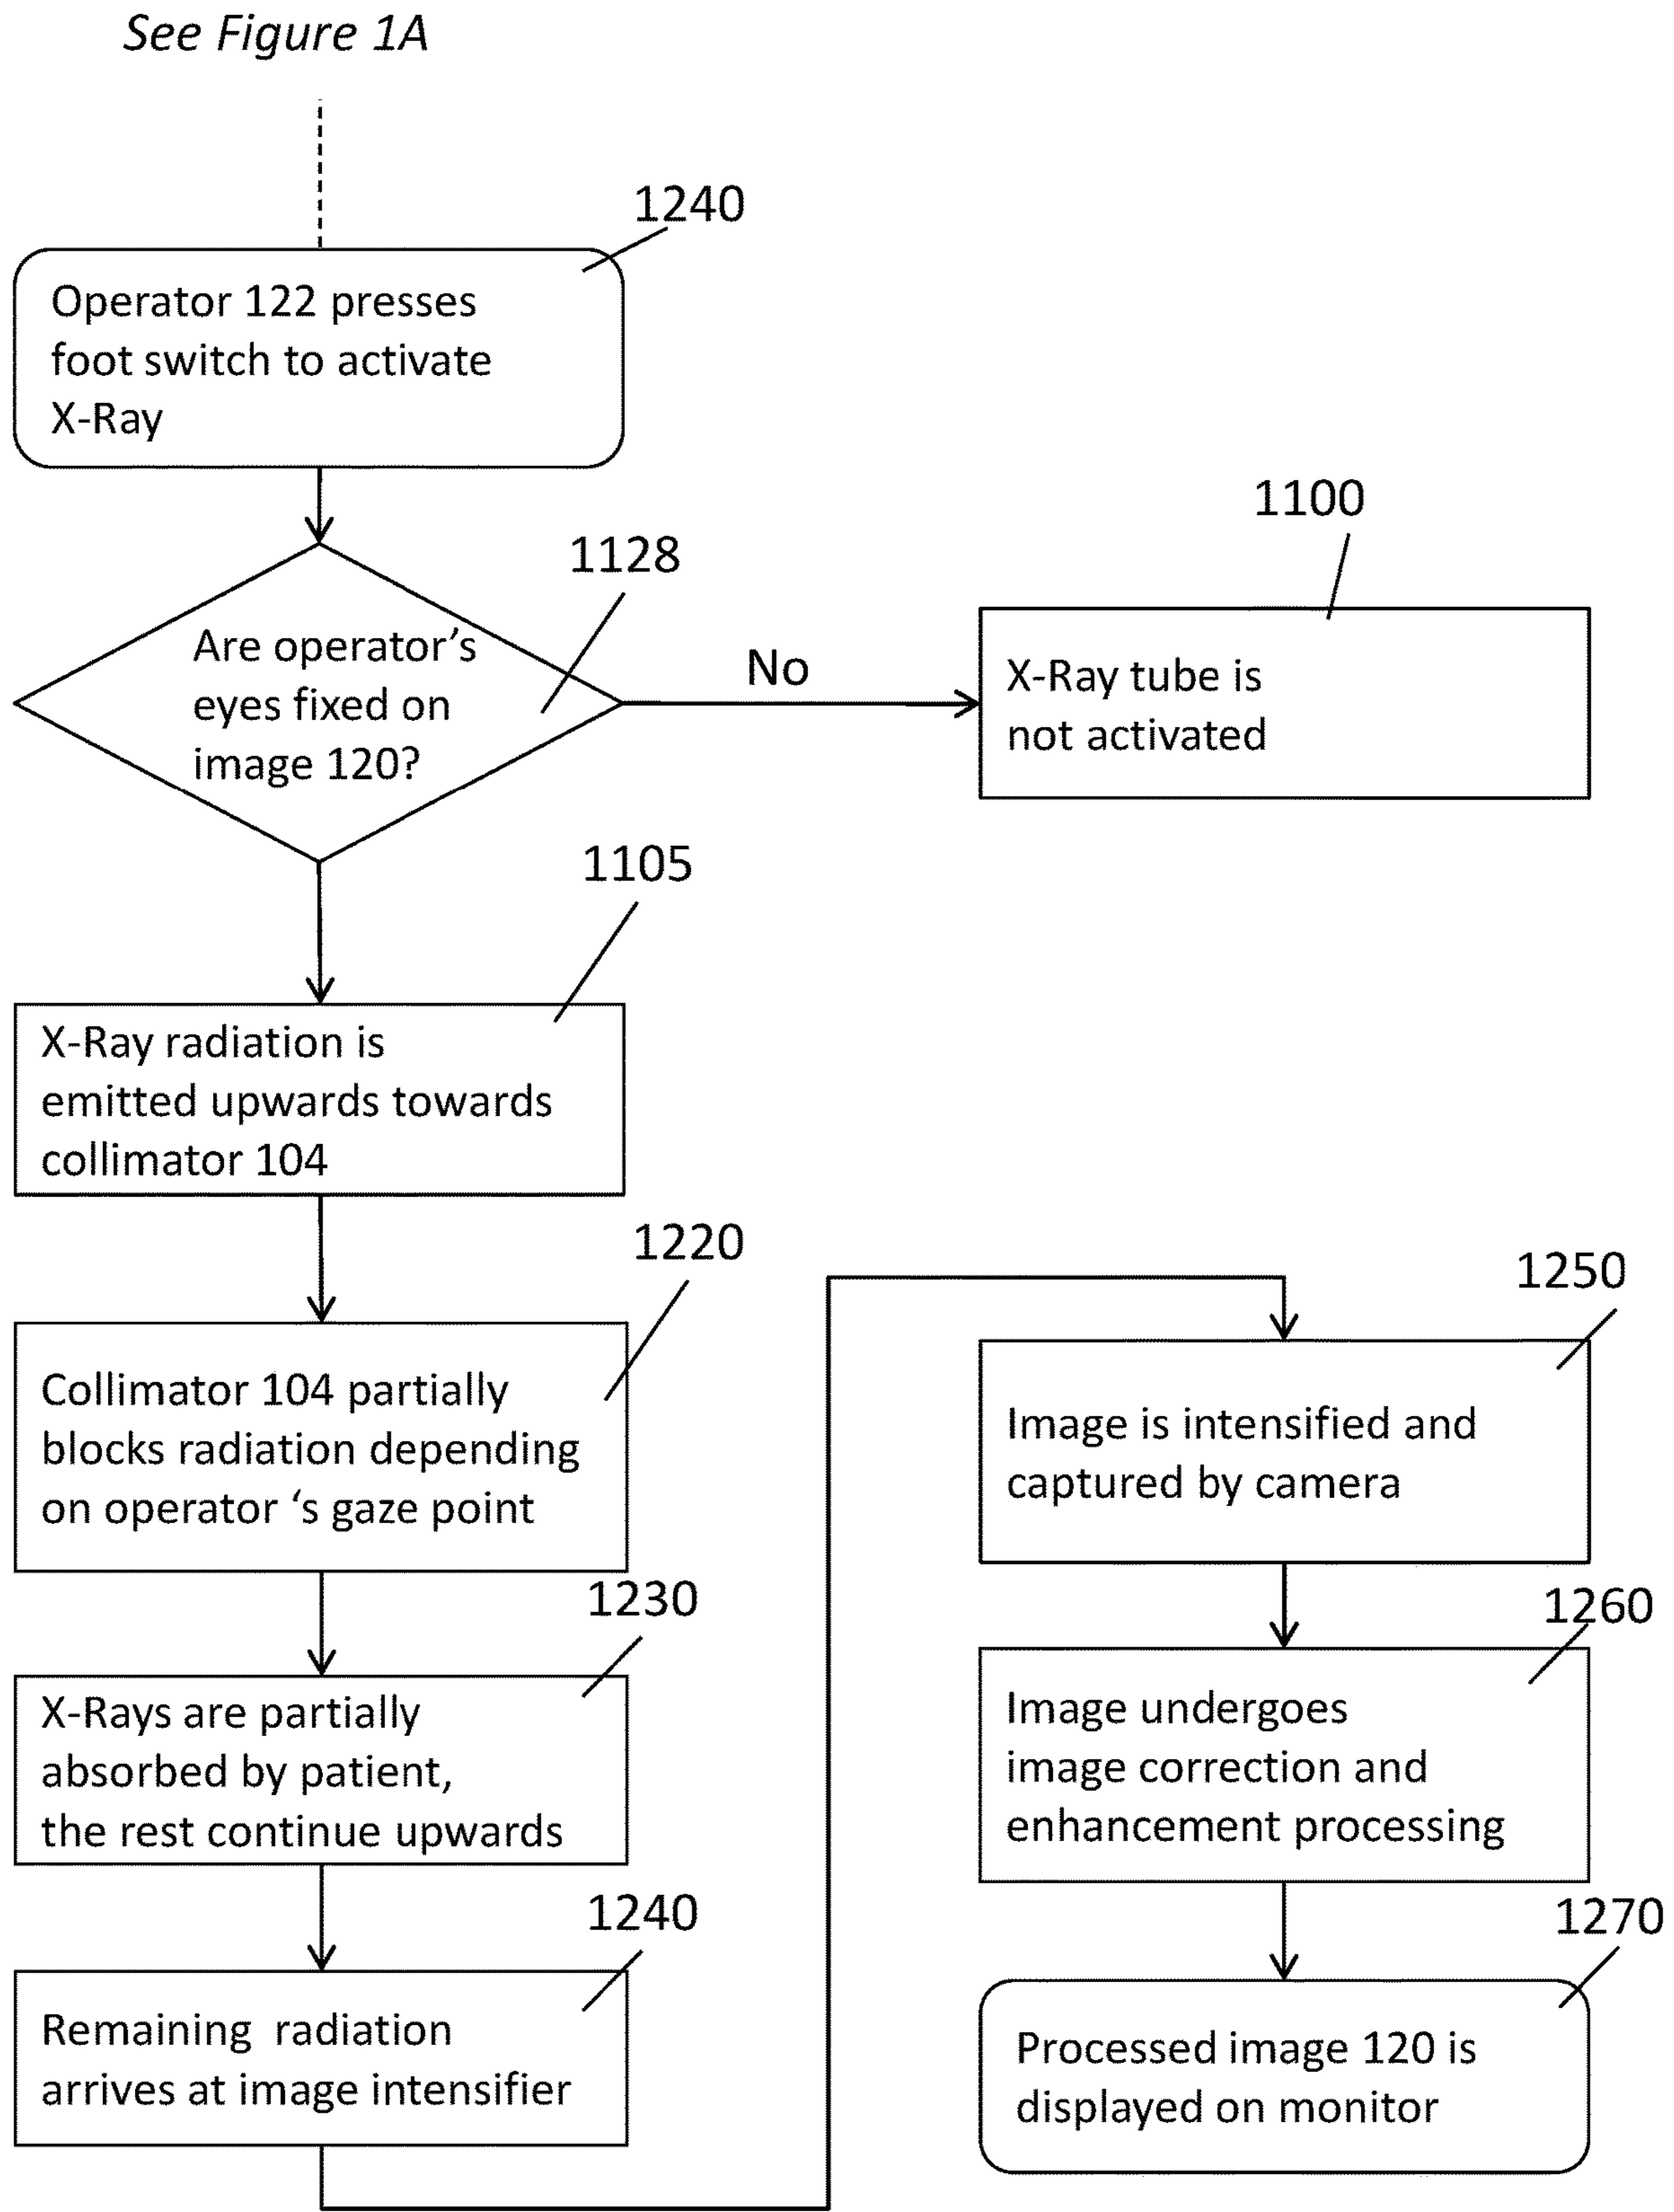 See Figure 1A
1240
Operator 122 presses
foot switch to activate
X-Ray
1128
Are operator’s
eyes fixed on
image 120?
No
1100
X-Ray tube is
not activated
1105
X-Ray radiation is
emitted upwards towards
collimator 104
1220
Collimator 104 partially
blocks radiation depending
on operator ‘s gaze point
1230
X-Rays are partially
absorbed by patient,
the rest continue upwards
1240
Remaining radiation
arrives at image intensifier
1250
Image is intensified and
captured by camera
1260
Image undergoes
image correction and
enhancement processing
1270
Processed image 120 is
displayed on monitor